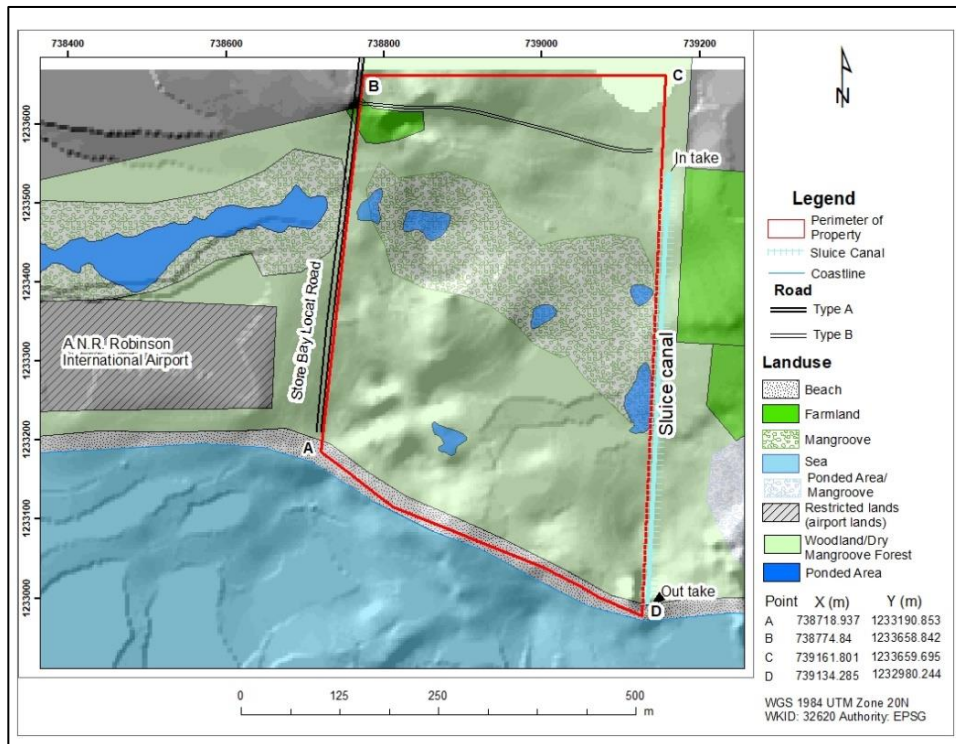 738400 738600 738800 739000 739200
1233600
1233500
1233400
1233300
1233200
1233100
1233000
B
C
A
D
In take
Store Bay Local Road
A.N.R. Robinson
International Airport
Sluice canal
Out take
0 125 250 500
m
N
Legend
Perimeter of
Property
Sluice Canal
Coastline
Road
Type A
Type B
Landuse
Beach
Farmland
Mangroove
Sea
Ponded Area/
Mangroove
Restricted lands
(airport lands)
Woodland/Dry
Mangroove Forest
Ponded Area
Point X (m) Y (m)
A 738718.937 1233190.853
B 738774.84 1233658.842
C 739161.801 1233659.695
D 739134.285 1232980.244
WGS 1984 UTM Zone 20N
WKID: 32620 Authority: EPSG